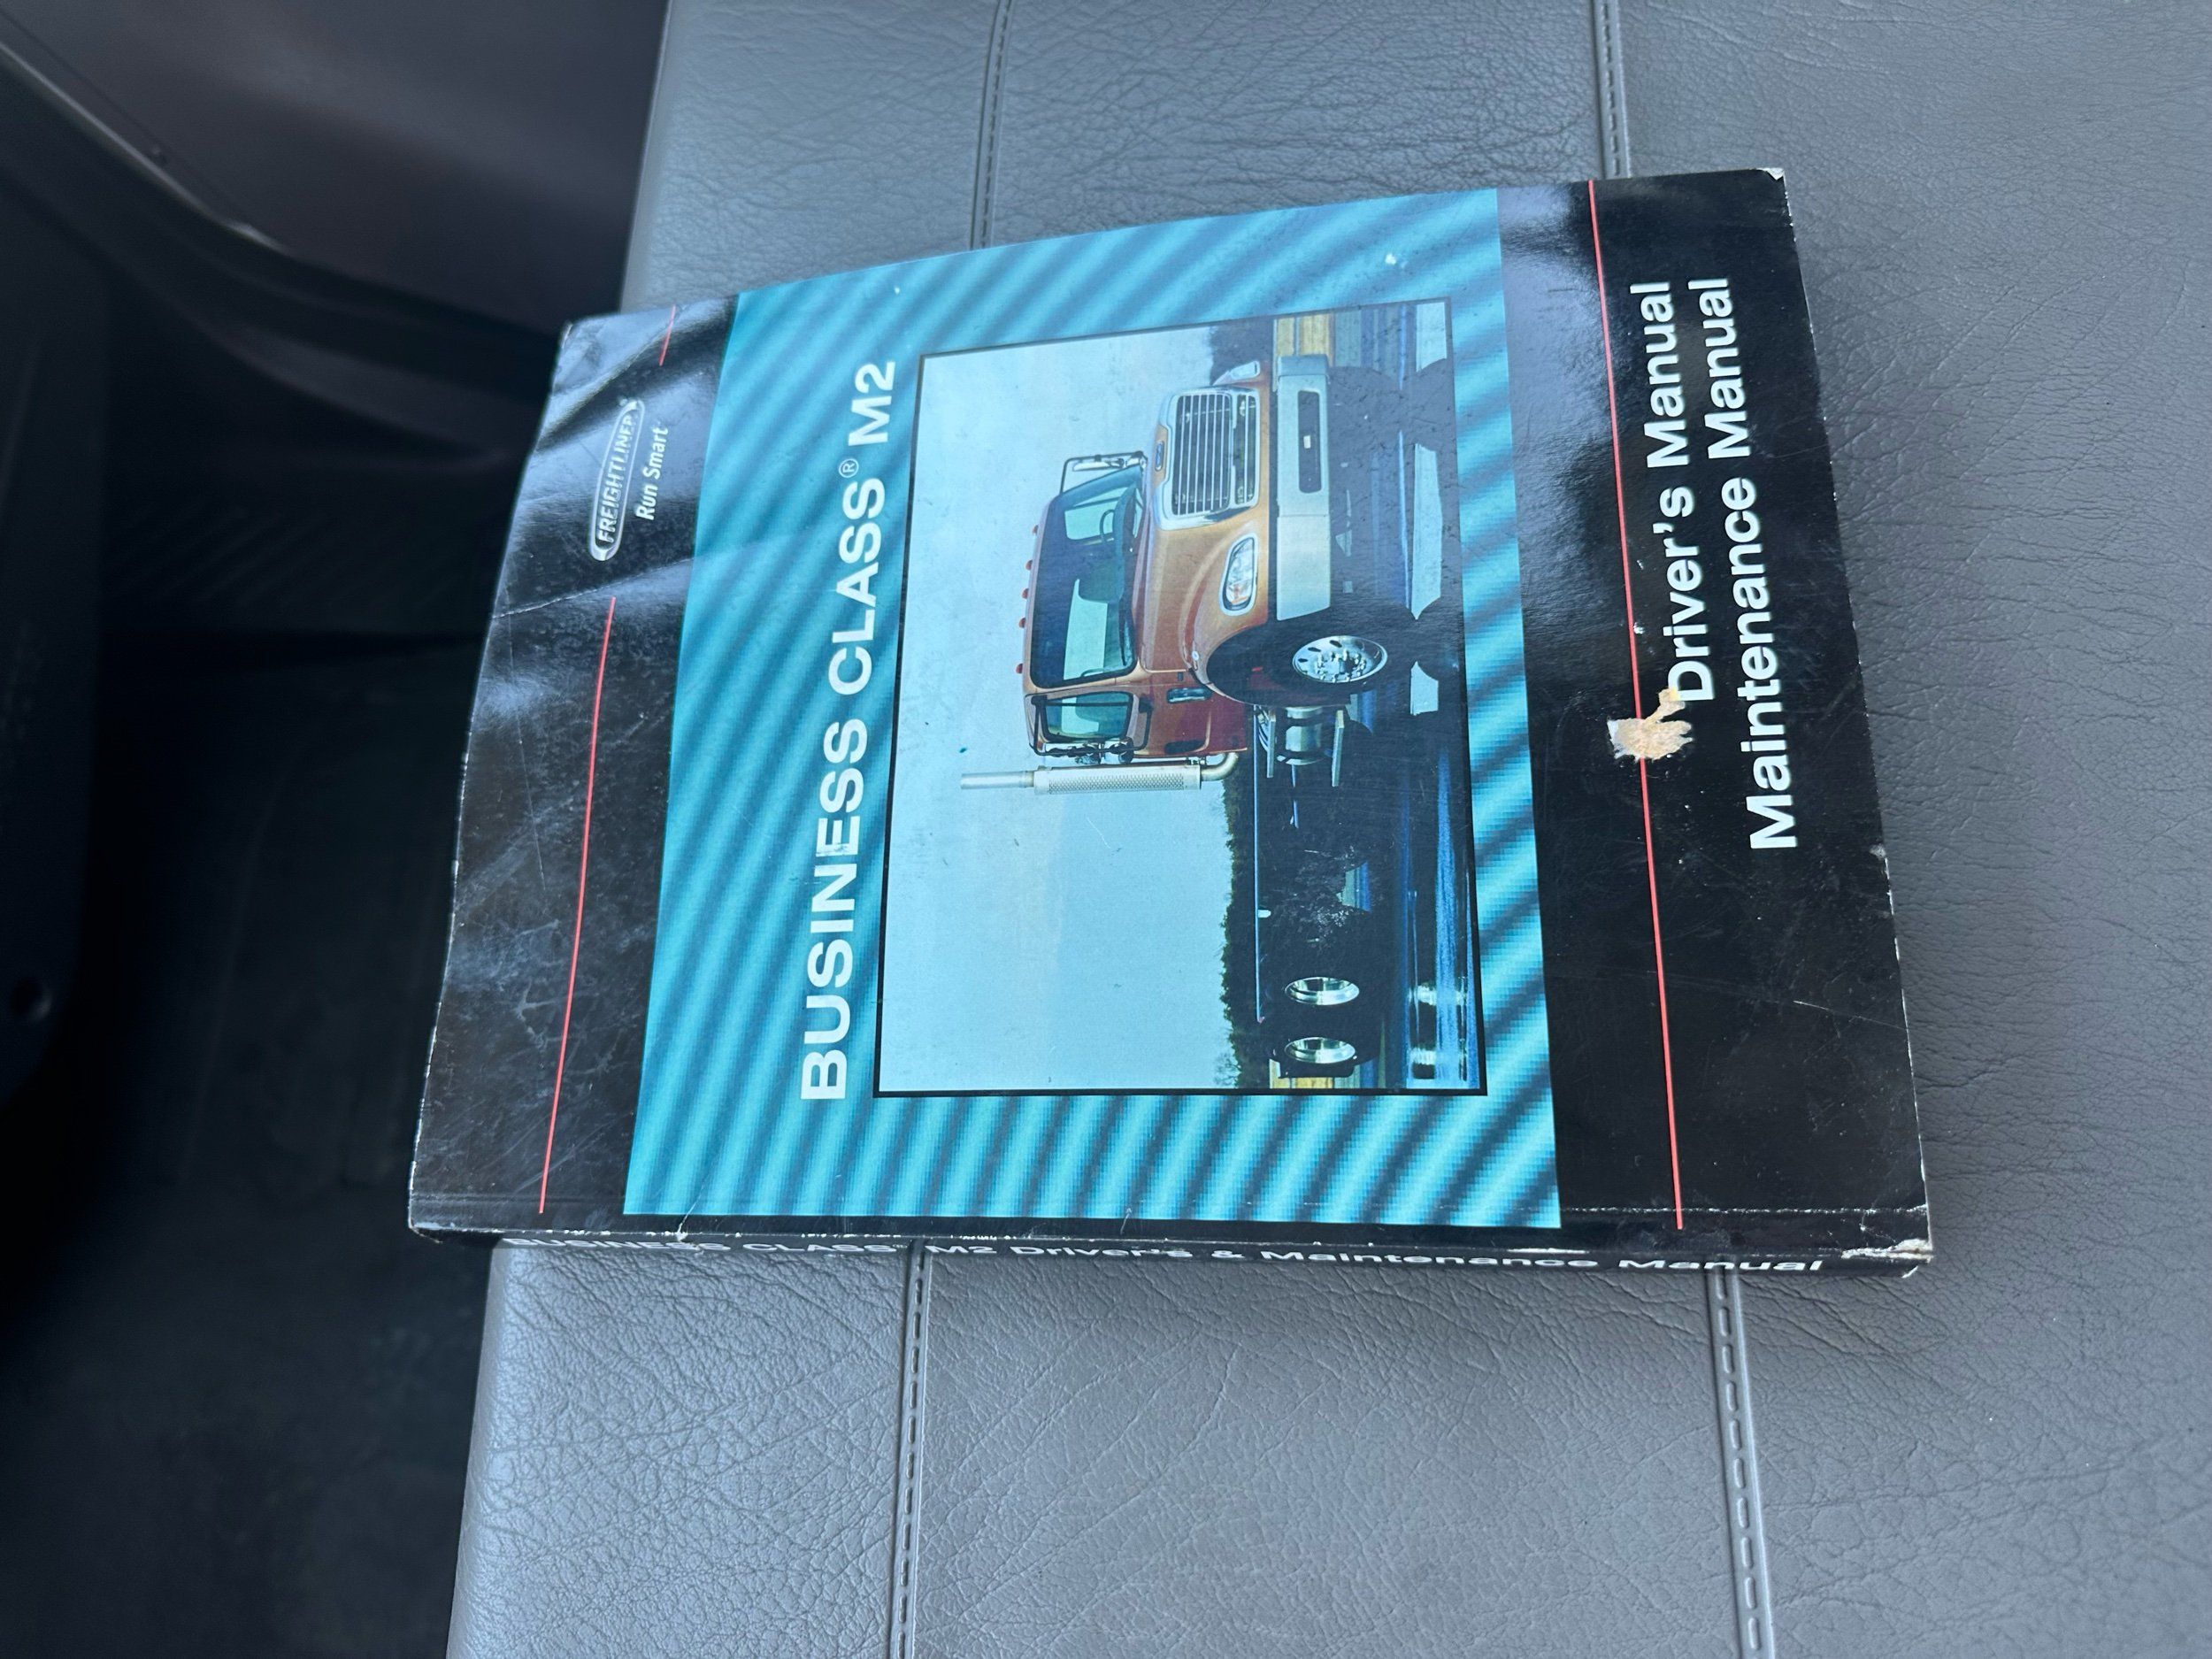 FREIGHTLINER
Run Smart
BUSINESS CLASS® M2
Driver's Manual
Maintenance Manual
BUSINESS CLASS® M2 Driver's & Maintenance Manual